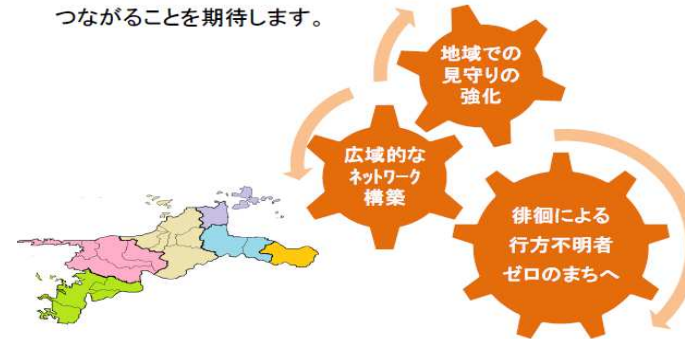 つながることを期待します。
地域での
見守りの
強化
広域的な
ネットワーク
構築
徘徊による
行方不明者
ゼロのまちへ